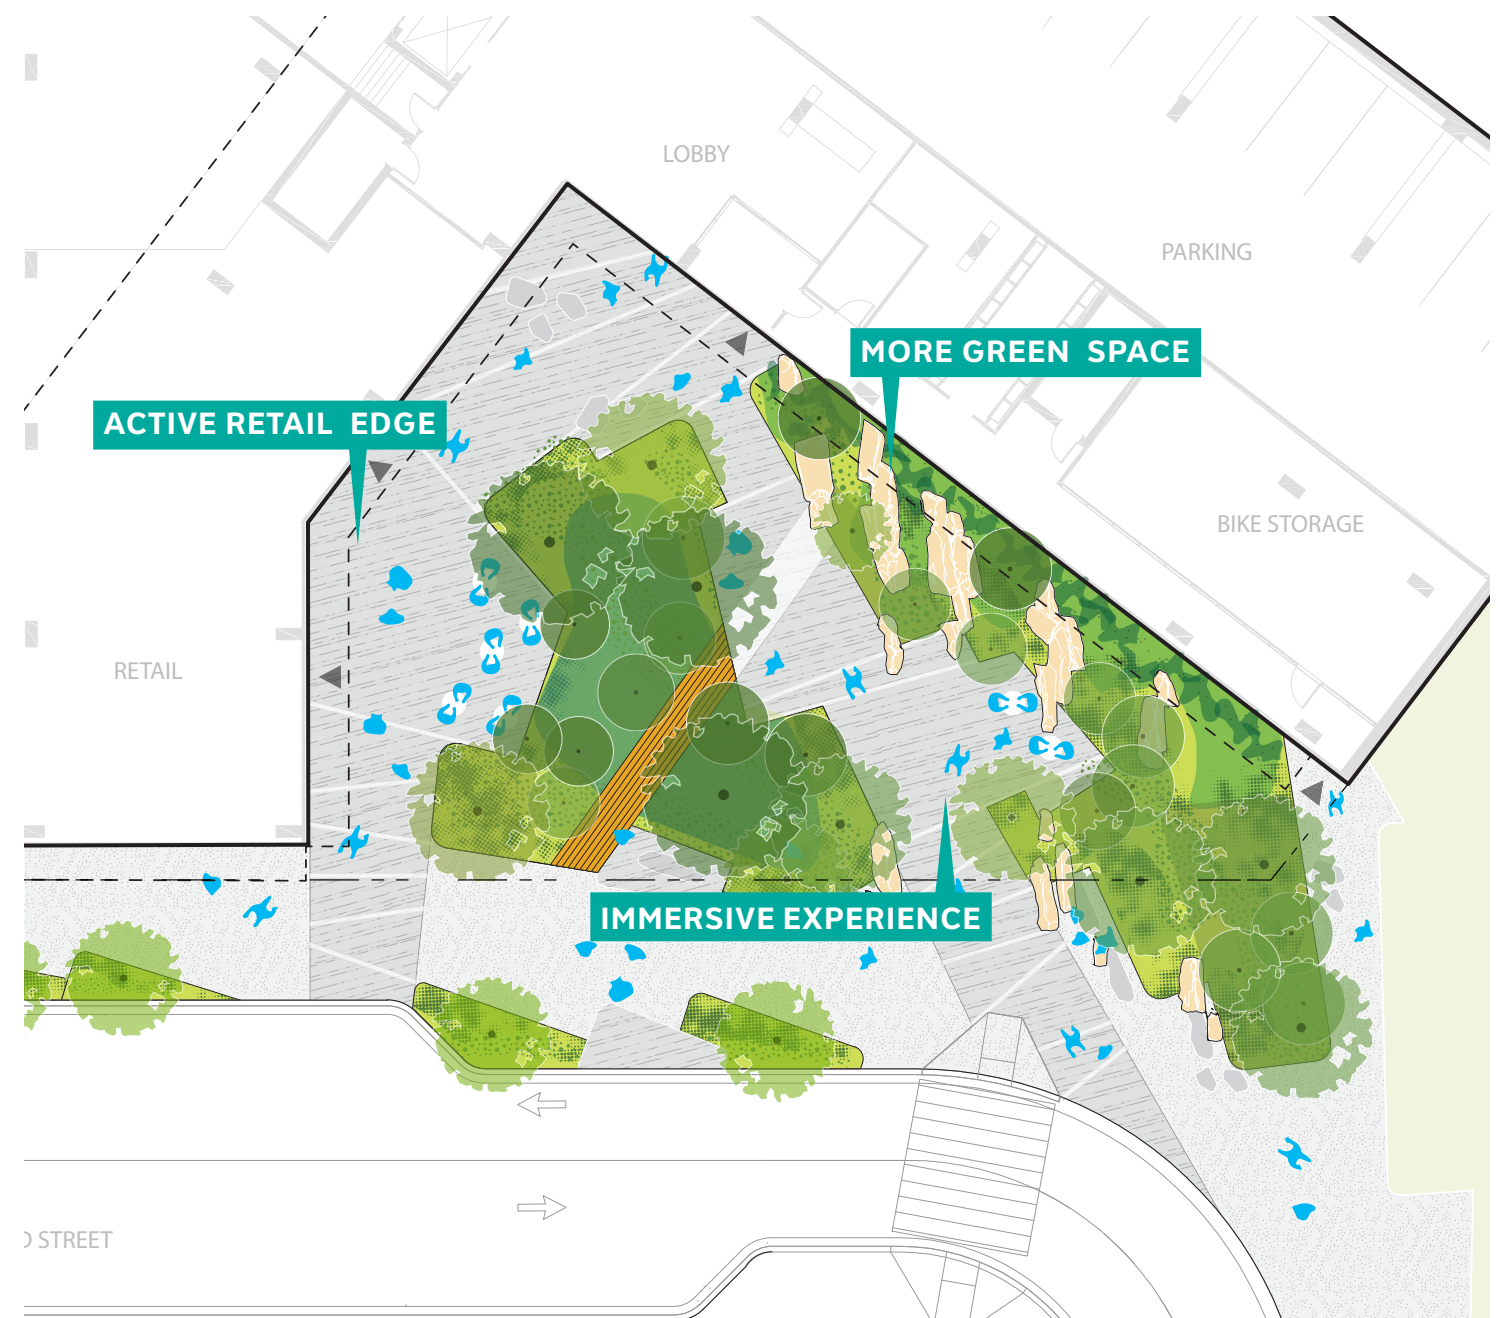 LOBBY
PARKING
MORE GREEN SPACE
ACTIVE RETAIL EDGE
BIKE STORAGE
RETAIL
IMMERSIVE EXPERIENCE
STREET